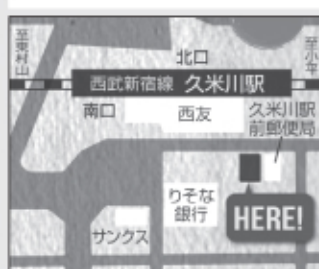 至東村山
至小平
北口
西武新宿線 久米川駅
南口
西友
久米川駅
前郵便局
りそな
銀行
サンクス
HERE!